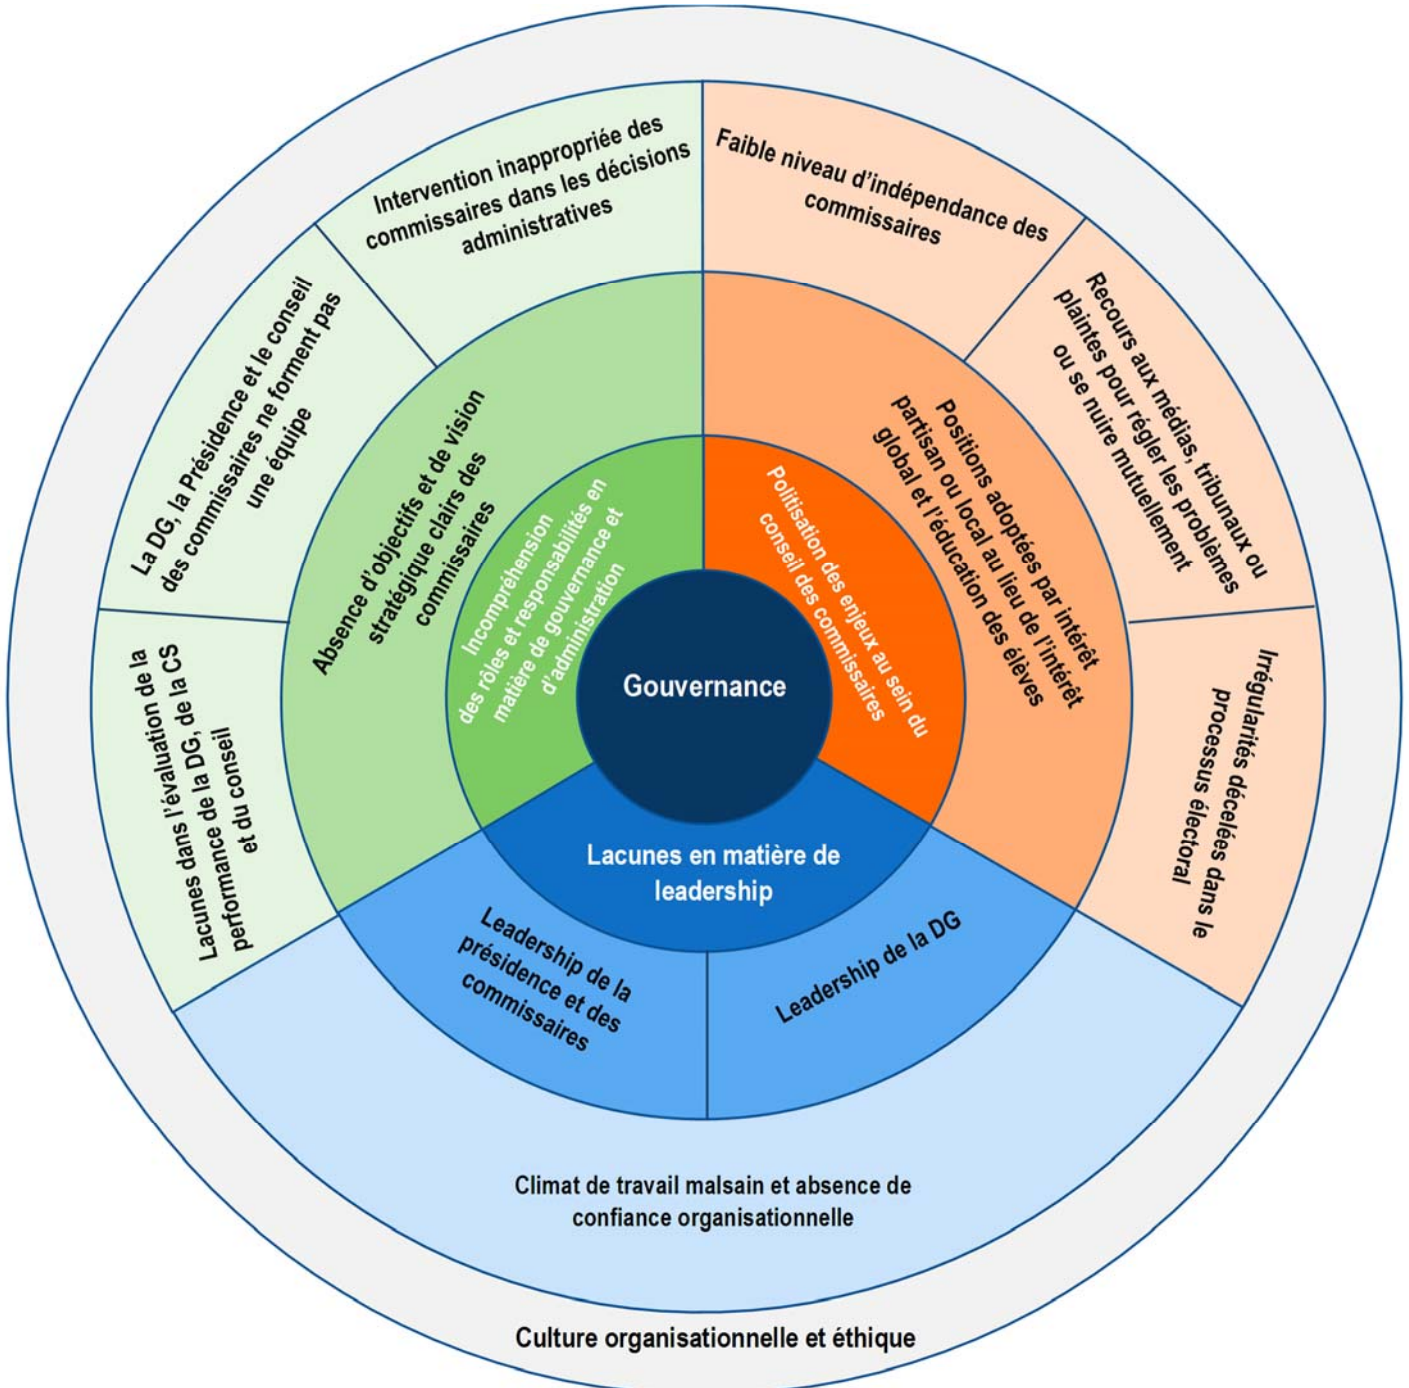 Intervention inappropriée des
commissaires dans les décisions
administratives
Faible niveau d'indépendance des
commissaires
La DG, la Présidence et le conseil
des commissaires ne forment pas
une équipe
Recours aux médias, tribunaux ou
plaintes pour régler les problèmes
ou se nuire mutuellement
Absence d'objectifs et de vision
stratégique clairs des
commissaires
Positions adoptées par intérêt
partisan ou local au lieu de l'intérêt
global et l'éducation des élèves
Incompréhension
des rôles et responsabilités en
matière de gouvernance et
d'administration
Politisation des enjeux au sein du
conseil des commissaires
Gouvernance
Lacunes dans l'évaluation de la
performance de la DG, de la CS
et du conseil
Irrégularités décelées dans le
processus électoral
Lacunes en matière de
leadership
Leadership de la
présidence et des
commissaires
Leadership de la DG
Climat de travail malsain et absence de
confiance organisationnelle
Culture organisationnelle et éthique